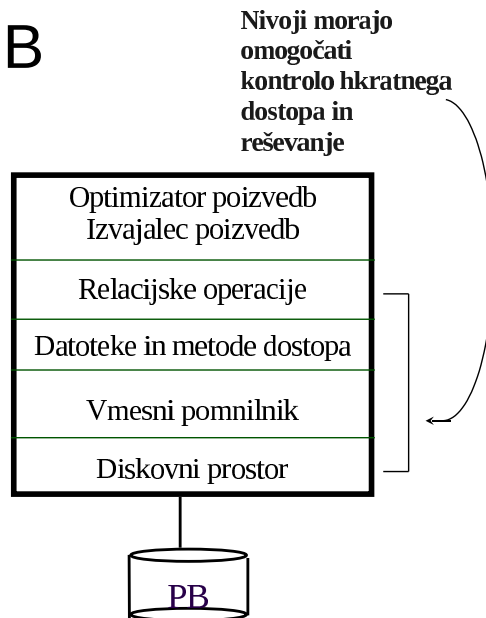 B
Nivoji morajo
omogočati
kontrolo hkratnega
dostopa in
reševanje
Optimizator poizvedb
Izvajalec poizvedb
Relacijske operacije
Datoteke in metode dostopa
Vmesni pomnilnik
Diskovni prostor
PB